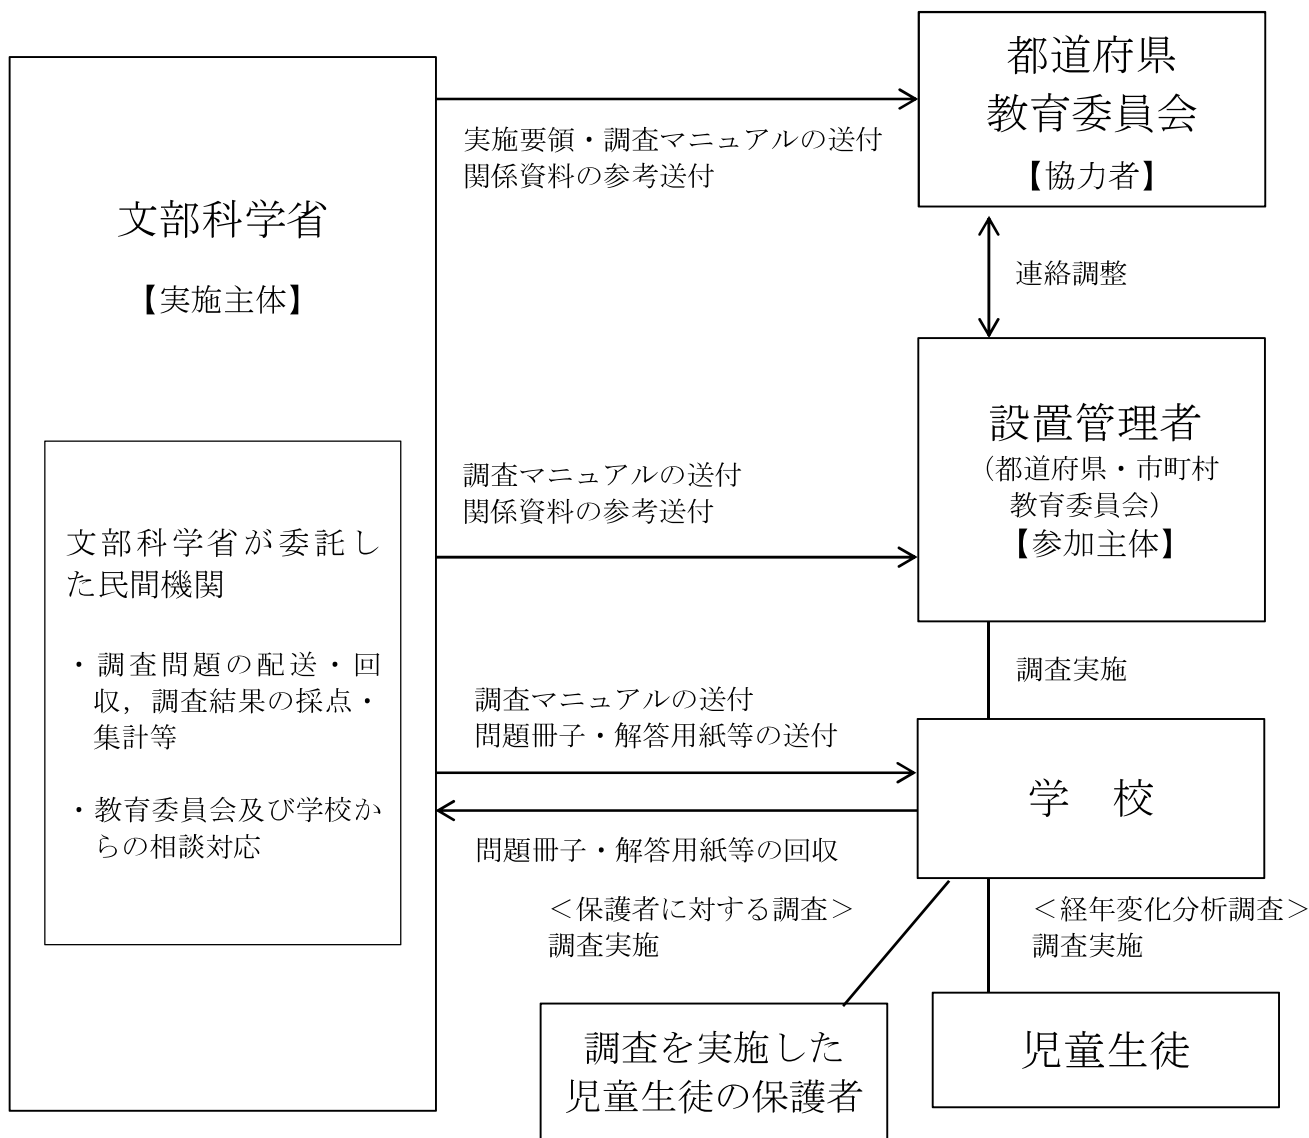 文部科学省
【実施主体】
文部科学省が委託し
た民間機関
・調査問題の配送・回
収，調査結果の採点・
集計等
・教育委員会及び学校か
らの相談対応
実施要領・調査マニュアルの送付
関係資料の参考送付
都道府県
教育委員会
【協力者】
連絡調整
調査マニュアルの送付
関係資料の参考送付
設置管理者
（都道府県・市町村
教育委員会）
【参加主体】
調査実施
調査マニュアルの送付
問題冊子・解答用紙等の送付
学　校
問題冊子・解答用紙等の回収
＜保護者に対する調査＞
調査実施
＜経年変化分析調査＞
調査実施
調査を実施した
児童生徒の保護者
児童生徒